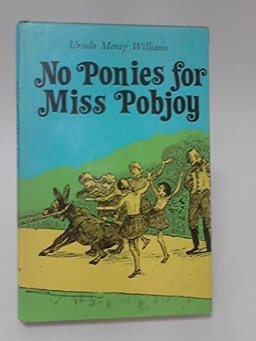 Ursula Moray Williams
No Ponies for
Miss Pobjoy